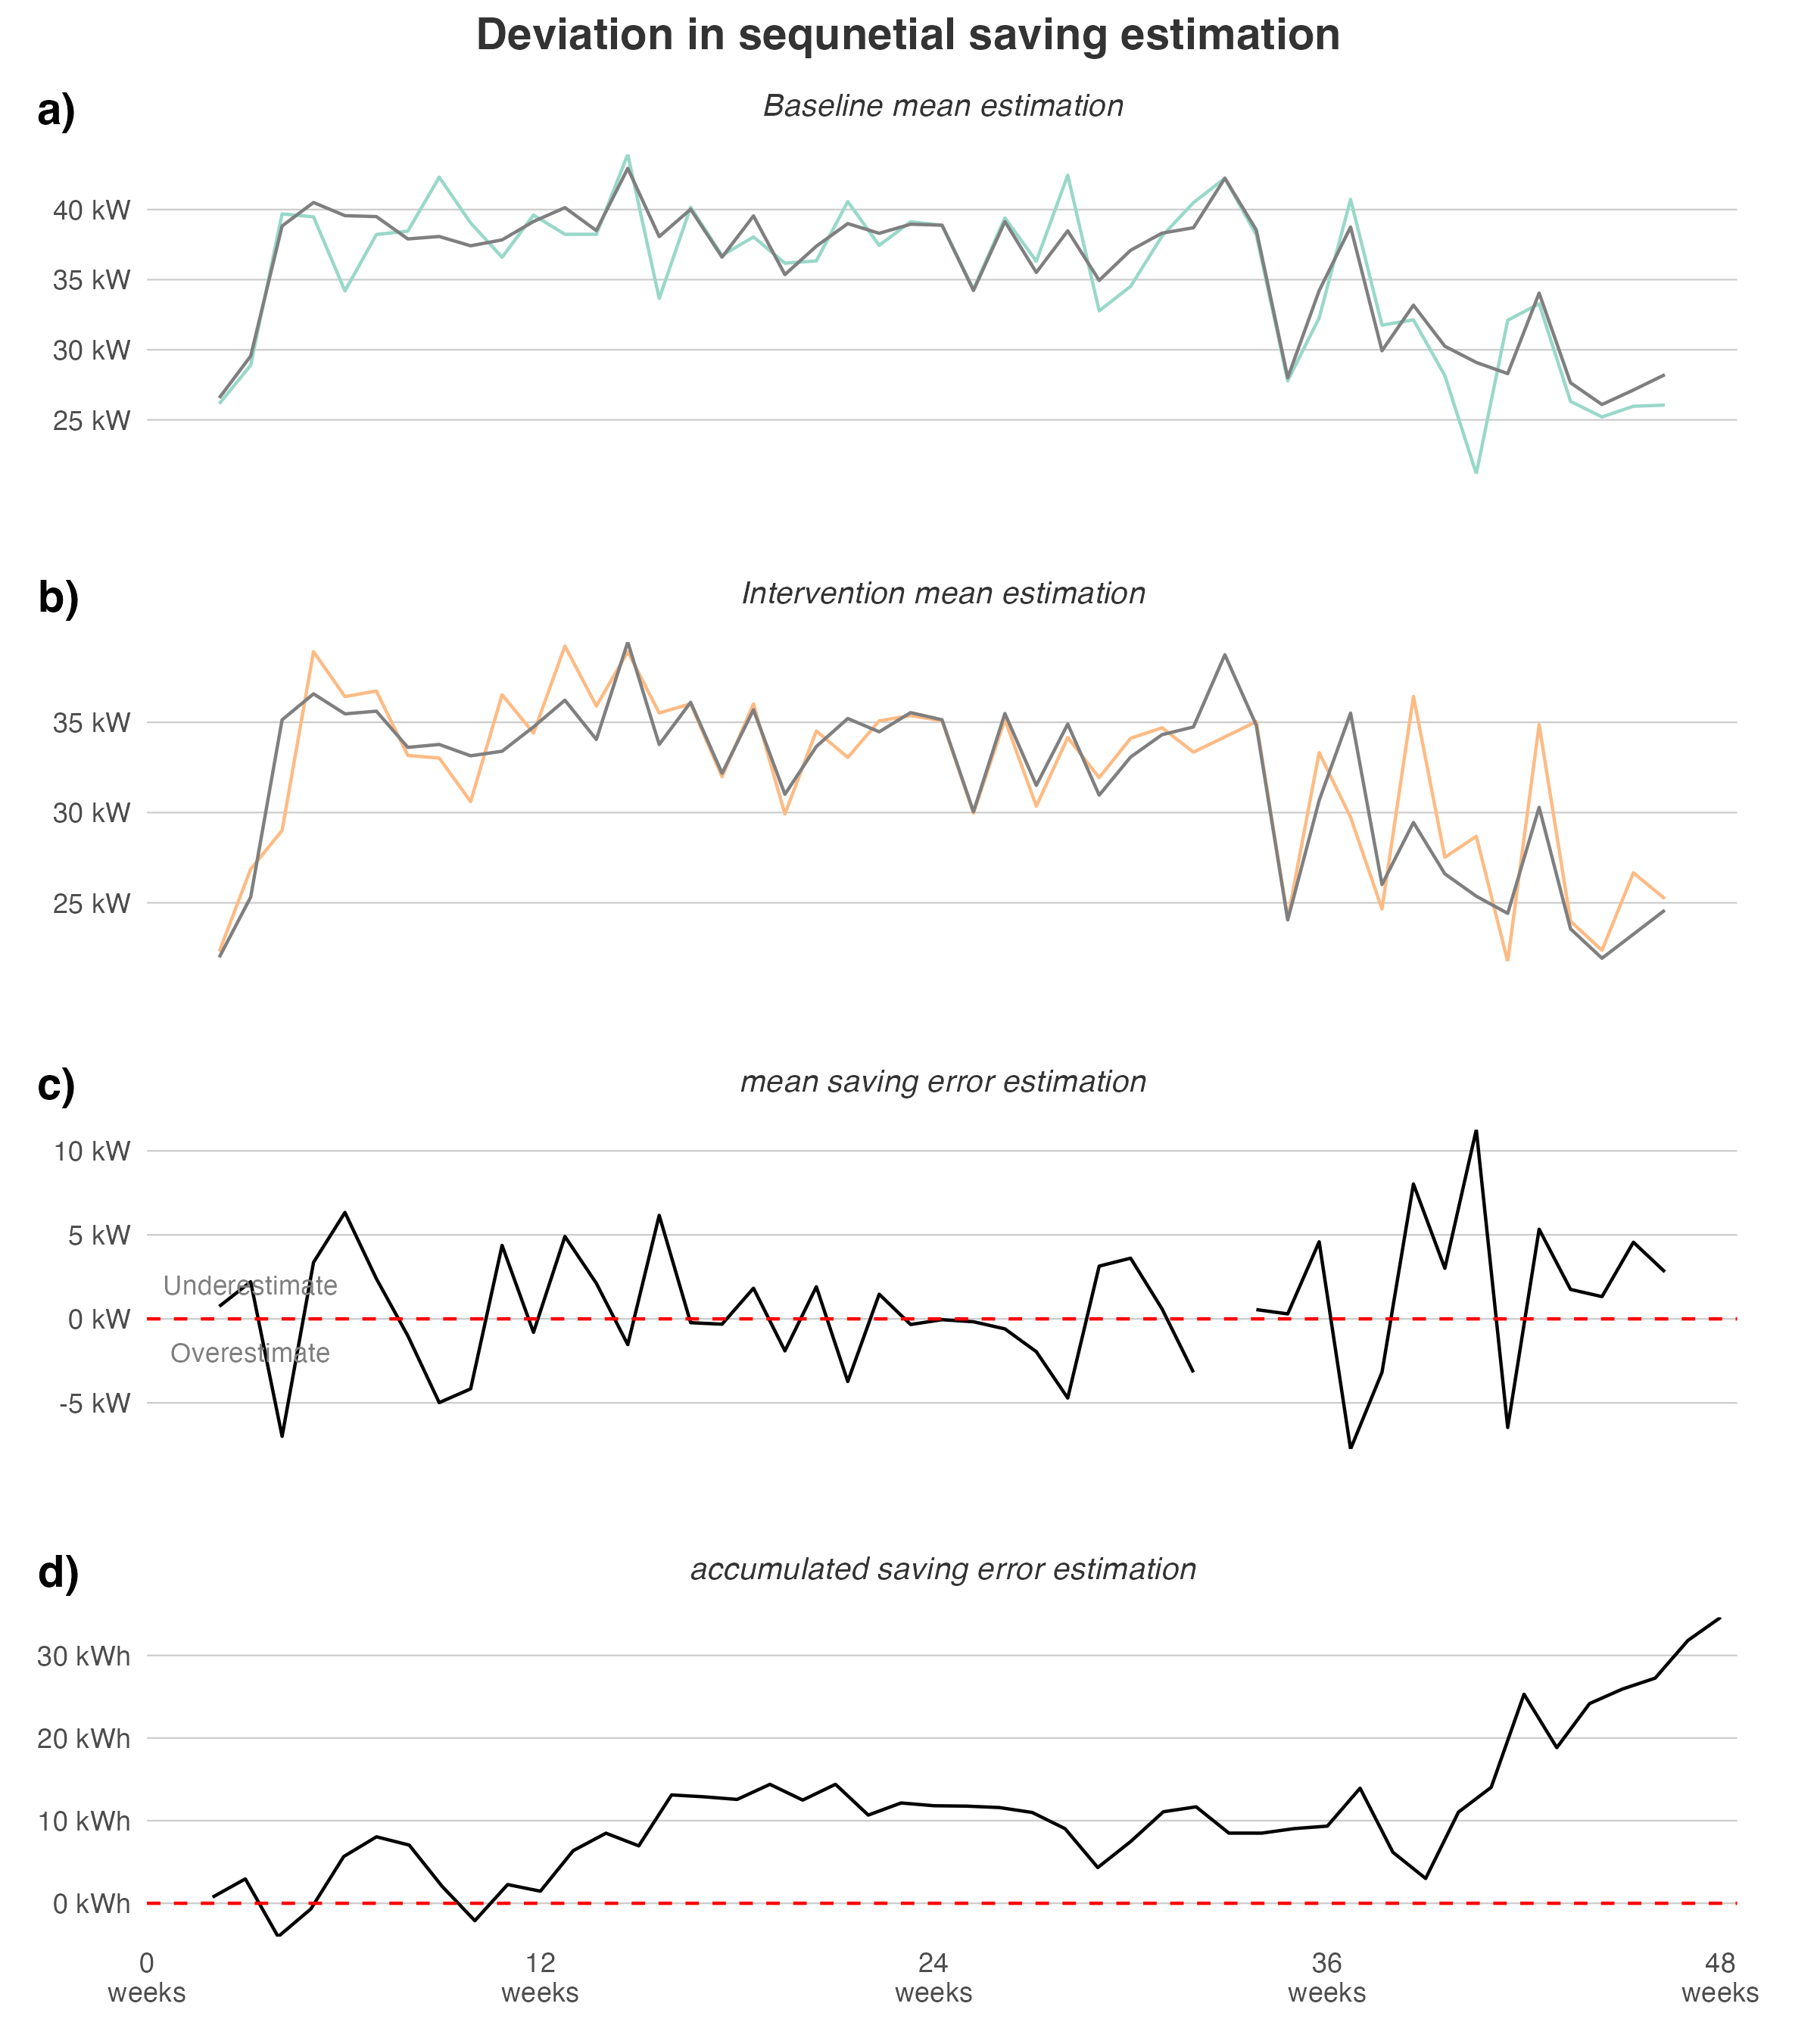 Deviation in sequnetial saving estimation
a)
Baseline mean estimation
40 kW
35 kW
30 kW
25 kW
b)
Intervention mean estimation
35 kW
30 kW
25 kW
c)
mean saving error estimation
10 kW
5 kW
Underestimate
0 kW
Overestimate
-5 kW
d)
accumulated saving error estimation
30 kWh
20 kWh
10 kWh
0 kWh
0 12 24 36 48
weeks weeks weeks weeks weeks